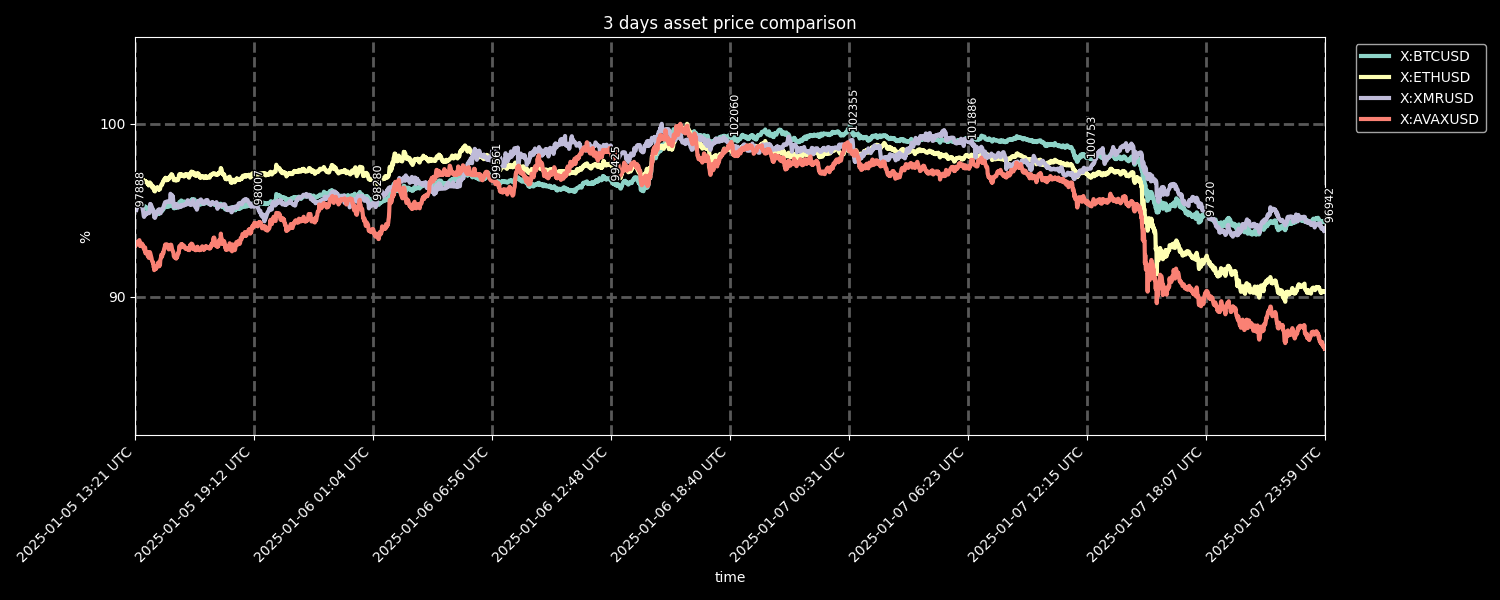 3 days asset price comparison
X:BTCUSD
X:ETHUSD
X:XMRUSD
X:AVAXUSD
100
90
%
97888
98007
98280
99561
99425
102060
102355
101886
100753
97320
96942
2025-01-05 13:21 UTC
2025-01-05 19:12 UTC
2025-01-06 01:04 UTC
2025-01-06 06:56 UTC
2025-01-06 12:48 UTC
2025-01-06 18:40 UTC
2025-01-07 00:31 UTC
2025-01-07 06:23 UTC
2025-01-07 12:15 UTC
2025-01-07 18:07 UTC
2025-01-07 23:59 UTC
time